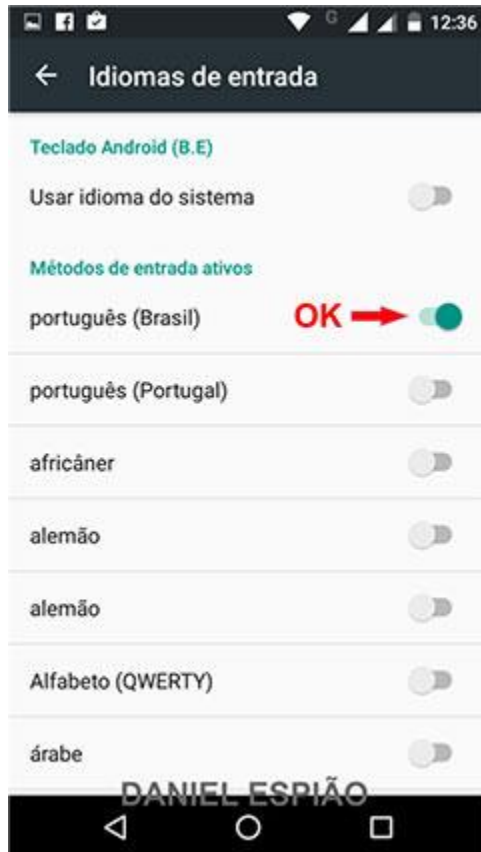 G 12:36
Idiomas de entrada
Teclado Android (B.E)
Usar idioma do sistema
Métodos de entrada ativos
português (Brasil) OK
português (Portugal)
africâner
alemão
alemão
Alfabeto (QWERTY)
árabe
DANIEL ESPIÃO